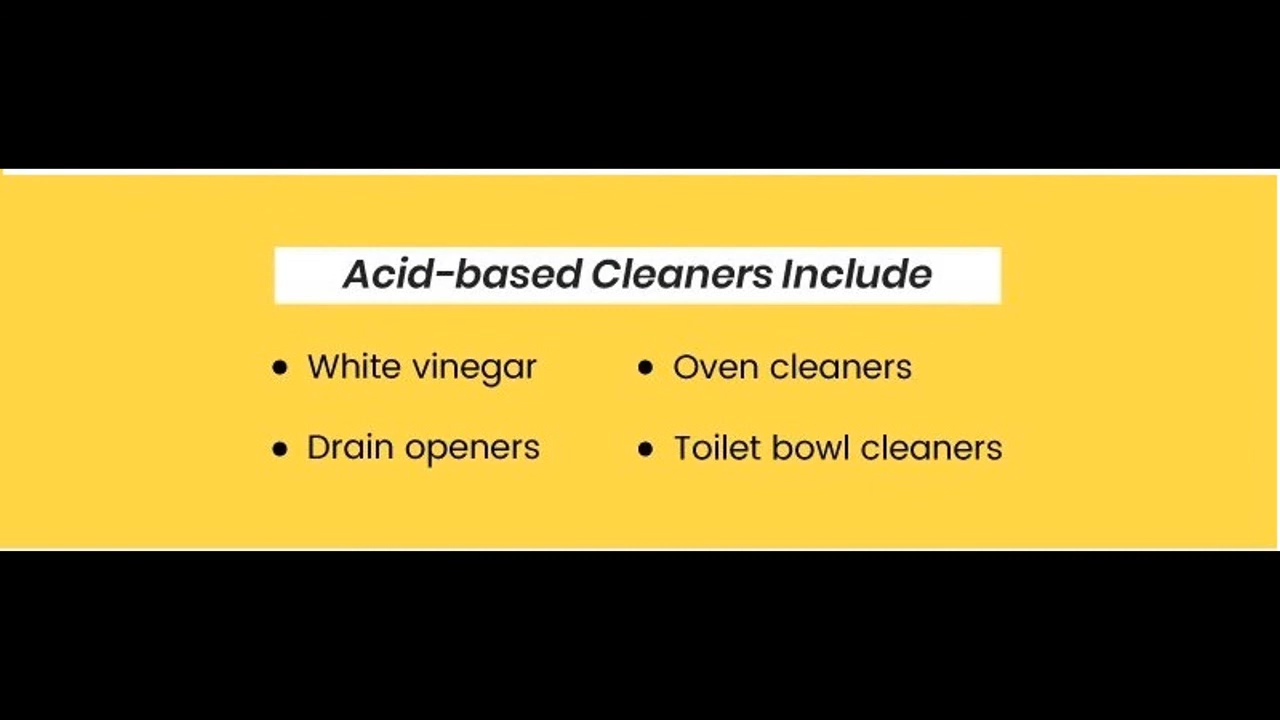 Acid-based Cleaners Include
• White vinegar
• Oven cleaners
• Drain openers
• Toilet bowl cleaners